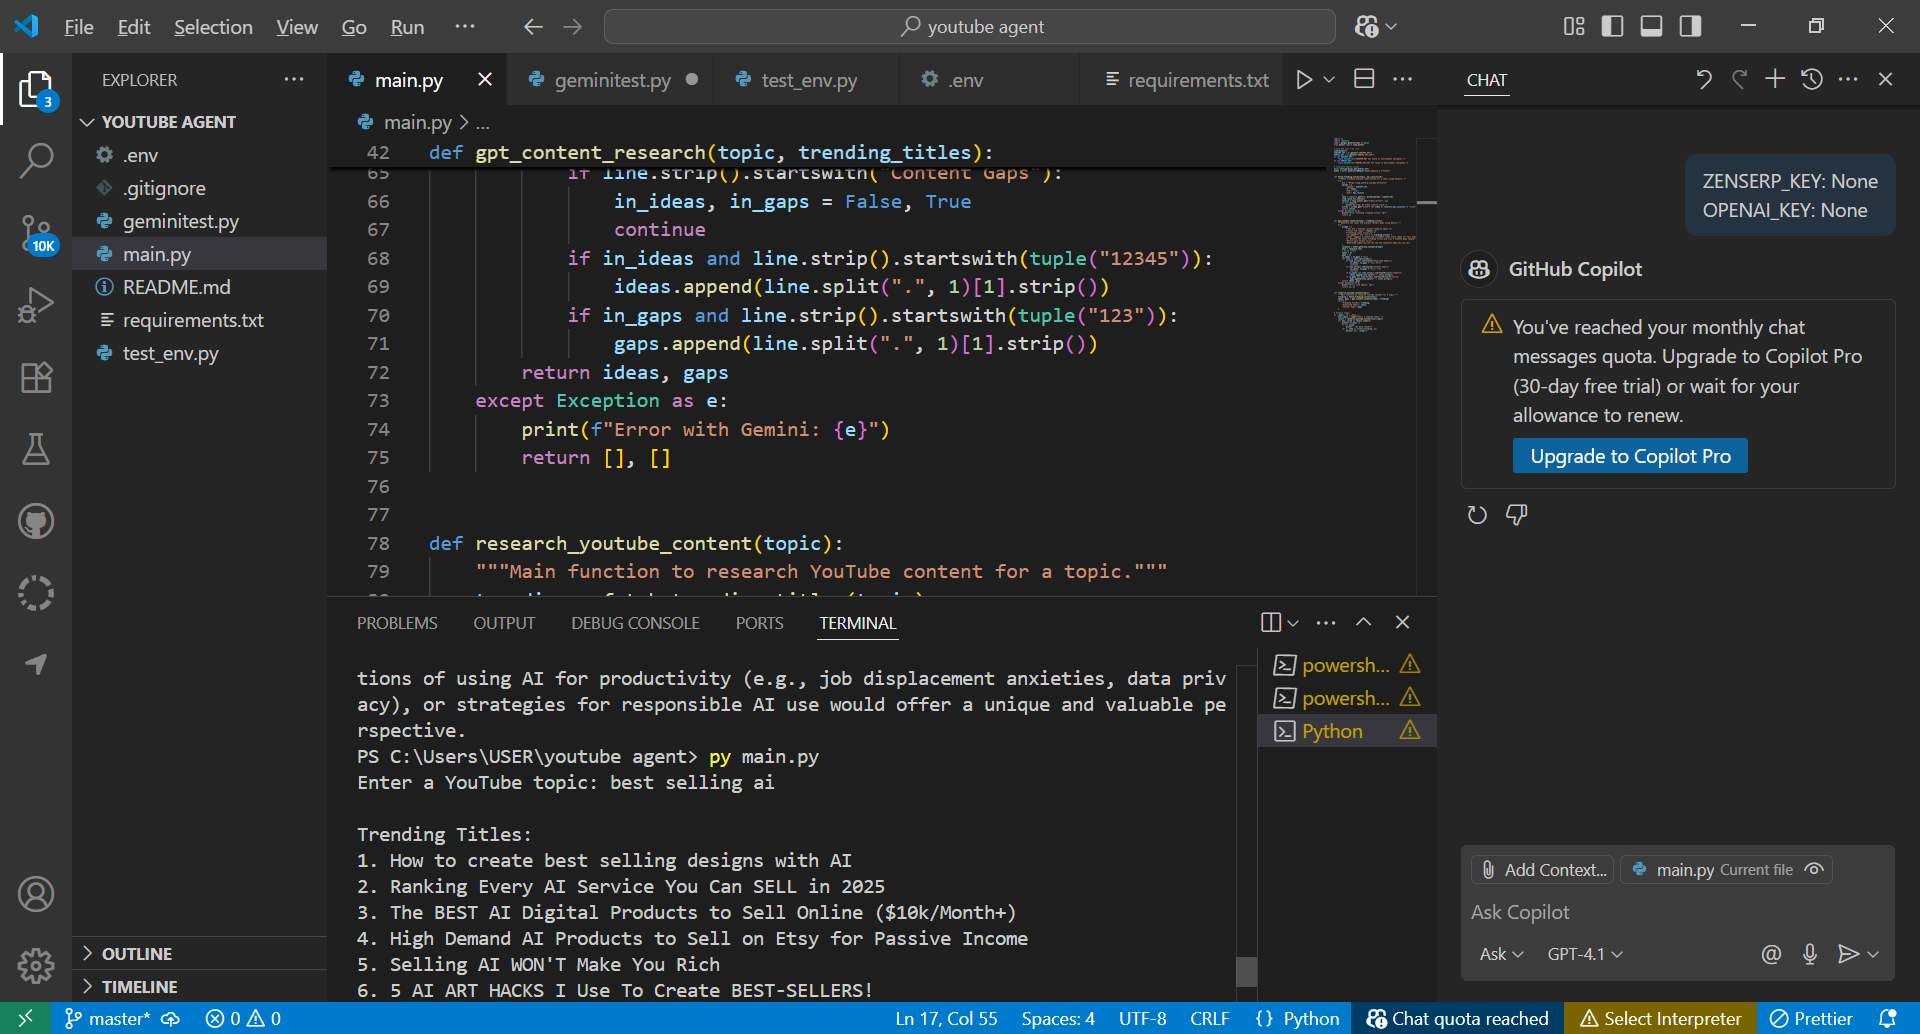 File Edit Selection View Go Run ...
youtube agent
EXPLORER
YOUTUBE AGENT
.env
.gitignore
geminitest.py
main.py
README.md
requirements.txt
test_env.py
OUTLINE
TIMELINE
3
10K
main.py geminitest.py test_env.py .env requirements.txt
main.py > ...
42 def gpt_content_research(topic, trending_titles):
65 if line.strip().startswith("Content Gaps"):
66 in_ideas, in_gaps = False, True
67 continue
68 if in_ideas and line.strip().startswith(tuple("12345")):
69 ideas.append(line.split(".", 1)[1].strip())
70 if in_gaps and line.strip().startswith(tuple("123")):
71 gaps.append(line.split(".", 1)[1].strip())
72 return ideas, gaps
73 except Exception as e:
74 print(f"Error with Gemini: {e}")
75 return [], []
76
77
78 def research_youtube_content(topic):
79 """Main function to research YouTube content for a topic."""
PROBLEMS OUTPUT DEBUG CONSOLE PORTS TERMINAL
tions of using AI for productivity (e.g., job displacement anxieties, data priv
acy), or strategies for responsible AI use would offer a unique and valuable pe
rspective.
PS C:\Users\USER\youtube agent> py main.py
Enter a YouTube topic: best selling ai
Trending Titles:
1. How to create best selling designs with AI
2. Ranking Every AI Service You Can SELL in 2025
3. The BEST AI Digital Products to Sell Online ($10k/Month+)
4. High Demand AI Products to Sell on Etsy for Passive Income
5. Selling AI WON'T Make You Rich
6. 5 AI ART HACKS I Use To Create BEST-SELLERS!
powersh...
powersh...
Python
CHAT
ZENSERP_KEY: None
OPENAI_KEY: None
GitHub Copilot
You've reached your monthly chat
messages quota. Upgrade to Copilot Pro
(30-day free trial) or wait for your
allowance to renew.
Upgrade to Copilot Pro
Add Context... main.py Current file
Ask Copilot
Ask GPT-4.1
master* 0 0 Ln 17, Col 55 Spaces: 4 UTF-8 CRLF {} Python Chat quota reached Select Interpreter Prettier